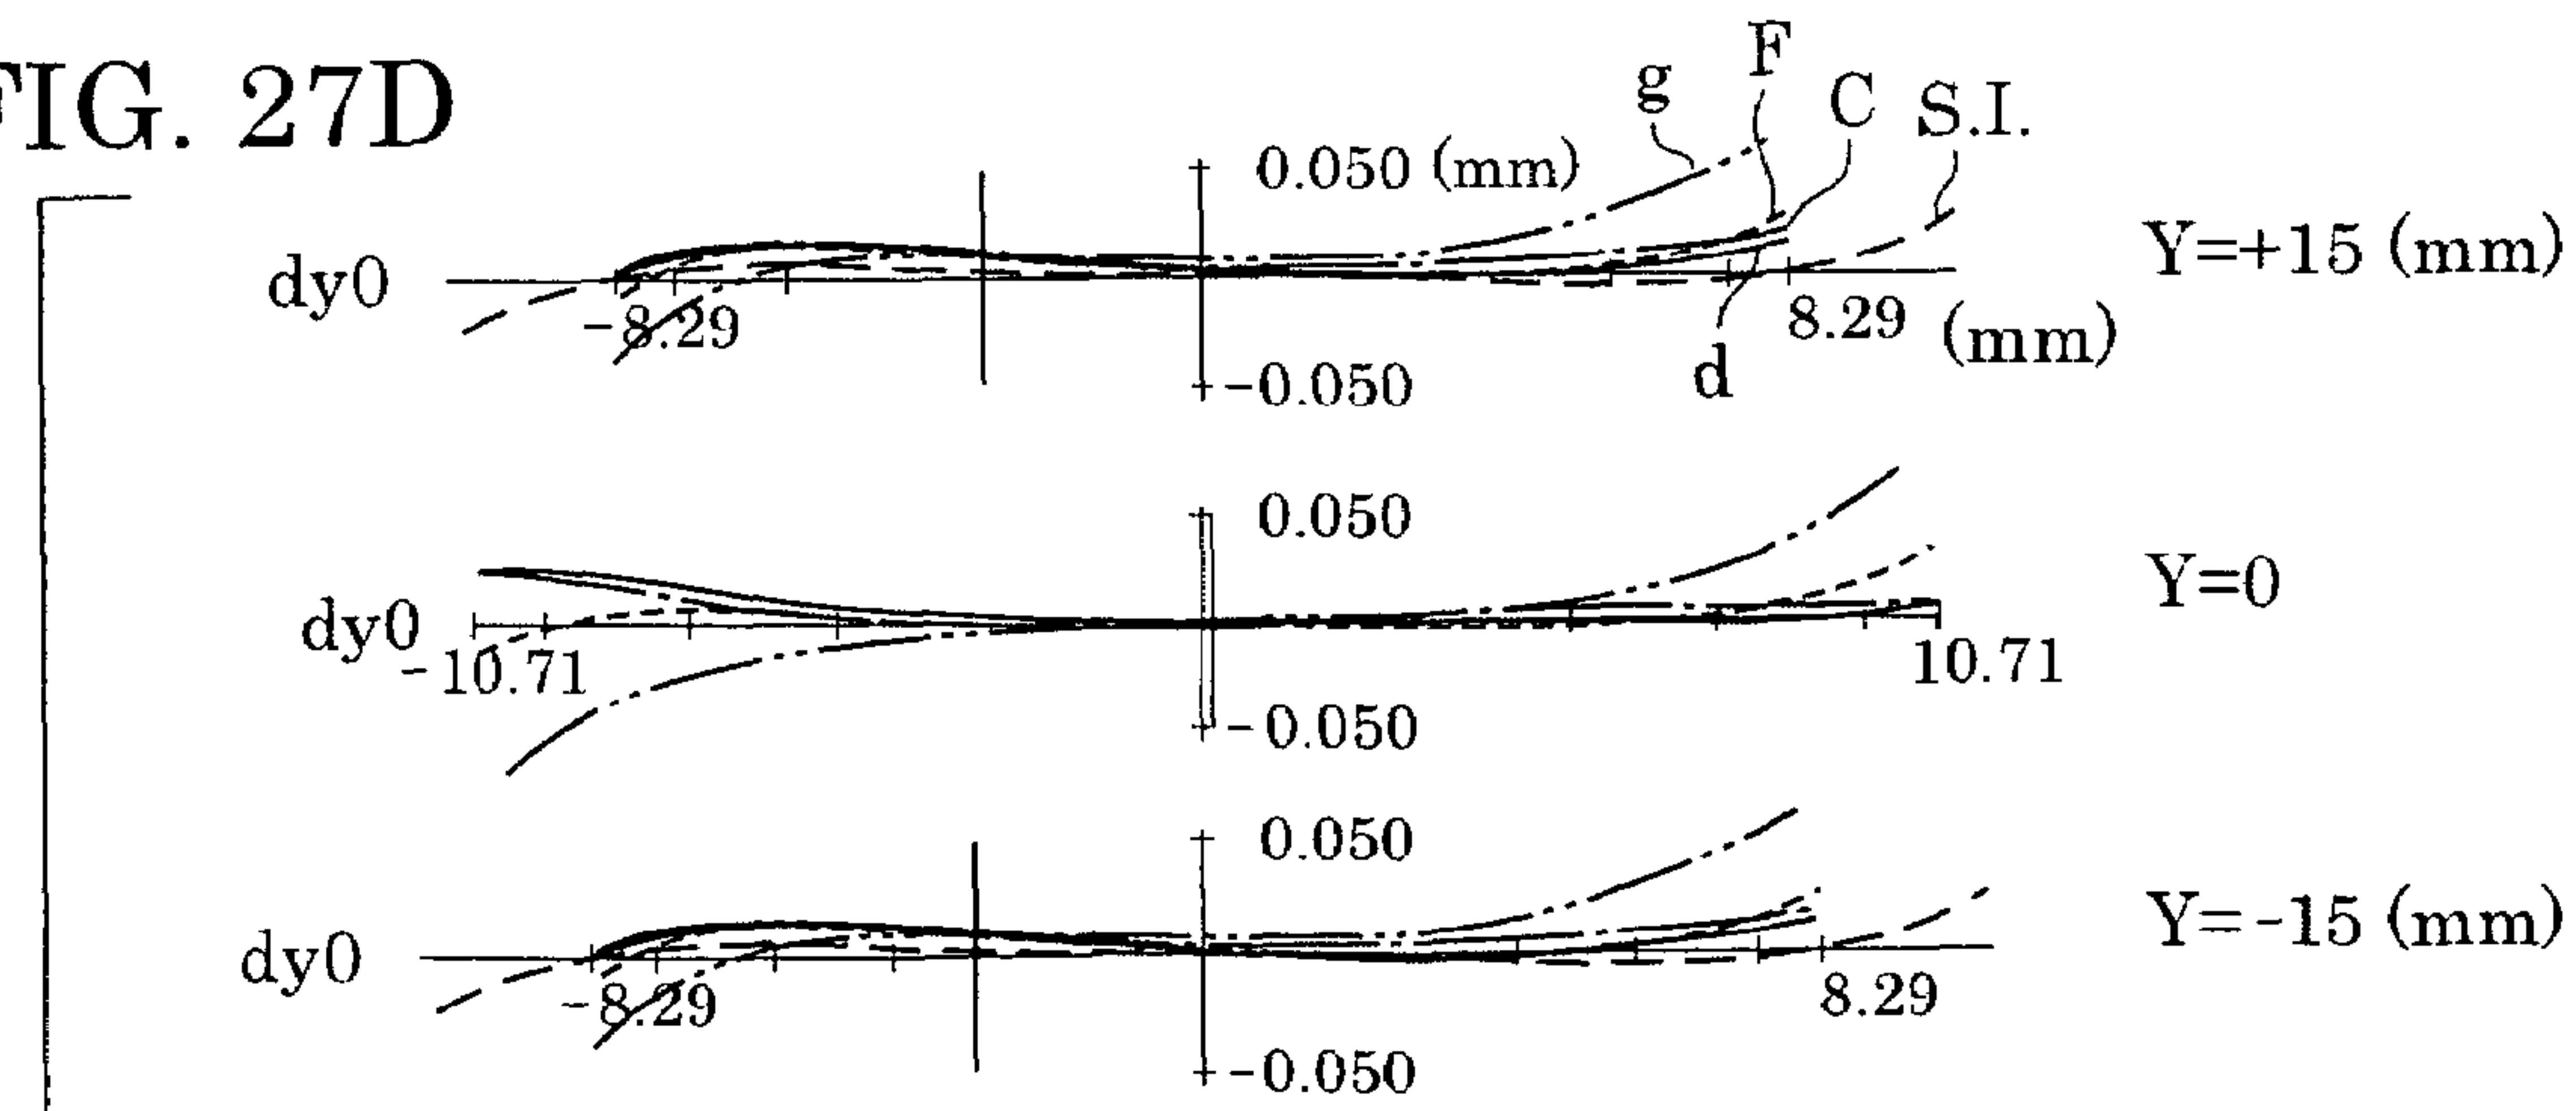 FIG. 27D
g F C S.I.
0.050 (mm)
dy0 Y=+15 (mm)
-8.29 8.29 (mm)
d
-0.050
0.050
dy0 Y=0
-10.71 10.71
-0.050
0.050
dy0 Y=-15 (mm)
-8.29 8.29
-0.050